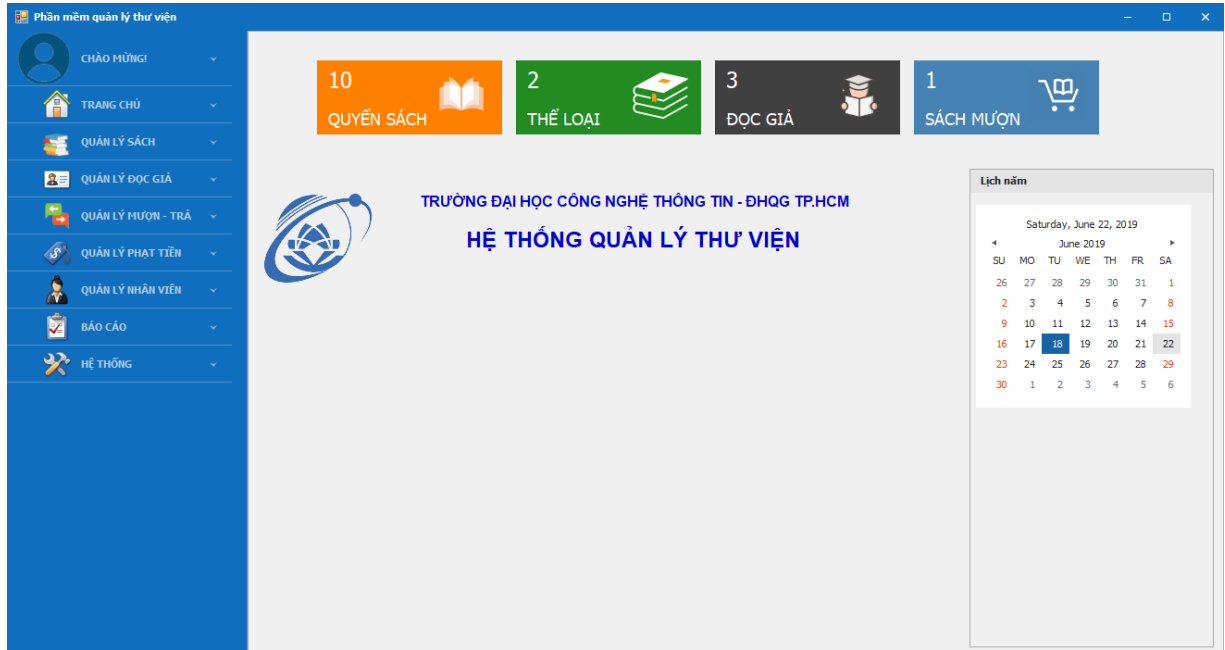 Phần mềm quản lý thư viện
CHÀO MỪNG!
TRANG CHỦ
QUẢN LÝ SÁCH
QUẢN LÝ ĐỌC GIẢ
QUẢN LÝ MƯỢN - TRẢ
QUẢN LÝ PHẠT TIỀN
QUẢN LÝ NHÂN VIÊN
BÁO CÁO
HỆ THỐNG
10
QUYỂN SÁCH
2
THỂ LOẠI
3
ĐỌC GIẢ
1
SÁCH MƯỢN
TRƯỜNG ĐẠI HỌC CÔNG NGHỆ THÔNG TIN - ĐHQG TP.HCM
HỆ THỐNG QUẢN LÝ THƯ VIỆN
Lịch năm
Saturday, June 22, 2019
June 2019
SU MO TU WE TH FR SA
26 27 28 29 30 31 1
2 3 4 5 6 7 8
9 10 11 12 13 14 15
16 17 18 19 20 21 22
23 24 25 26 27 28 29
30 1 2 3 4 5 6